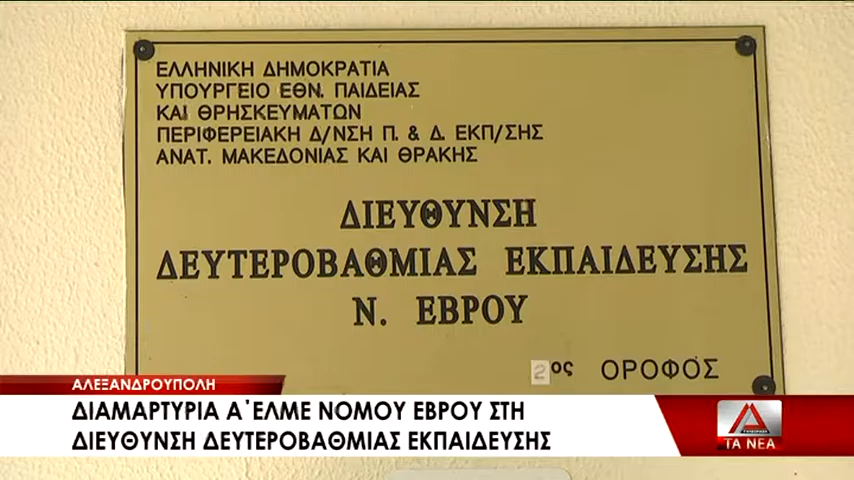 ΕΛΛΗΝΙΚΗ ΔΗΜΟΚΡΑΤΙΑ
ΥΠΟΥΡΓΕΙΟ ΕΘΝ. ΠΑΙΔΕΙΑΣ
ΚΑΙ ΘΡΗΣΚΕΥΜΑΤΩΝ
ΠΕΡΙΦΕΡΕΙΑΚΗ Δ/ΝΣΗ Π. & Δ. ΕΚΠ/ΣΗΣ
ΑΝΑΤ. ΜΑΚΕΔΟΝΙΑΣ ΚΑΙ ΘΡΑΚΗΣ
ΔΙΕΥΘΥΝΣΗ
ΔΕΥΤΕΡΟΒΑΘΜΙΑΣ ΕΚΠΑΙΔΕΥΣΗΣ
Ν. ΕΒΡΟΥ
2ος ΟΡΟΦΟΣ
ΑΛΕΞΑΝΔΡΟΥΠΟΛΗ
ΔΙΑΜΑΡΤΥΡΙΑ Α΄ΕΛΜΕ ΝΟΜΟΥ ΕΒΡΟΥ ΣΤΗ
ΔΙΕΥΘΥΝΣΗ ΔΕΥΤΕΡΟΒΑΘΜΙΑΣ ΕΚΠΑΙΔΕΥΣΗΣ
ΤΑ ΝΕΑ